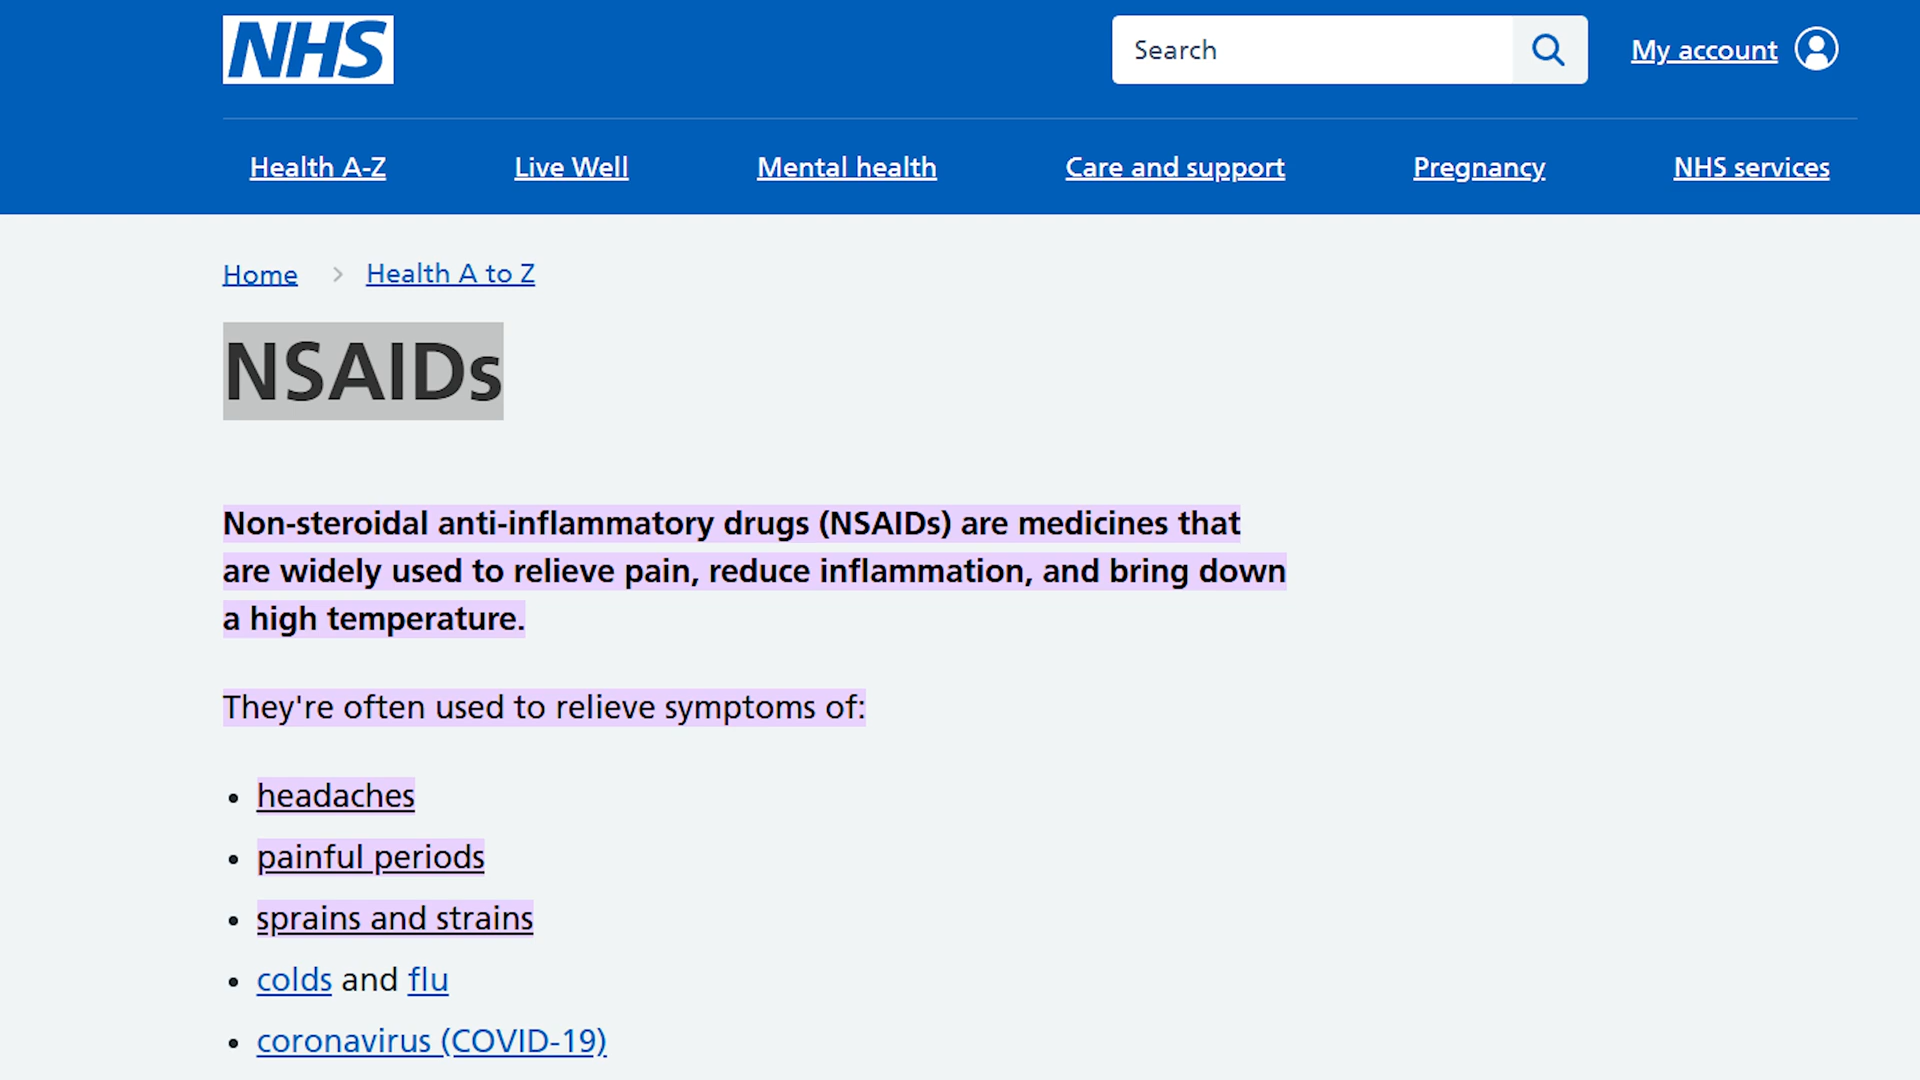 NHS
Search
My account
Health A-Z
Live Well
Mental health
Care and support
Pregnancy
NHS services
Home
Health A to Z
NSAIDs
Non-steroidal anti-inflammatory drugs (NSAIDs) are medicines that
are widely used to relieve pain, reduce inflammation, and bring down
a high temperature.
They're often used to relieve symptoms of:
headaches
painful periods
sprains and strains
colds and flu
coronavirus (COVID-19)